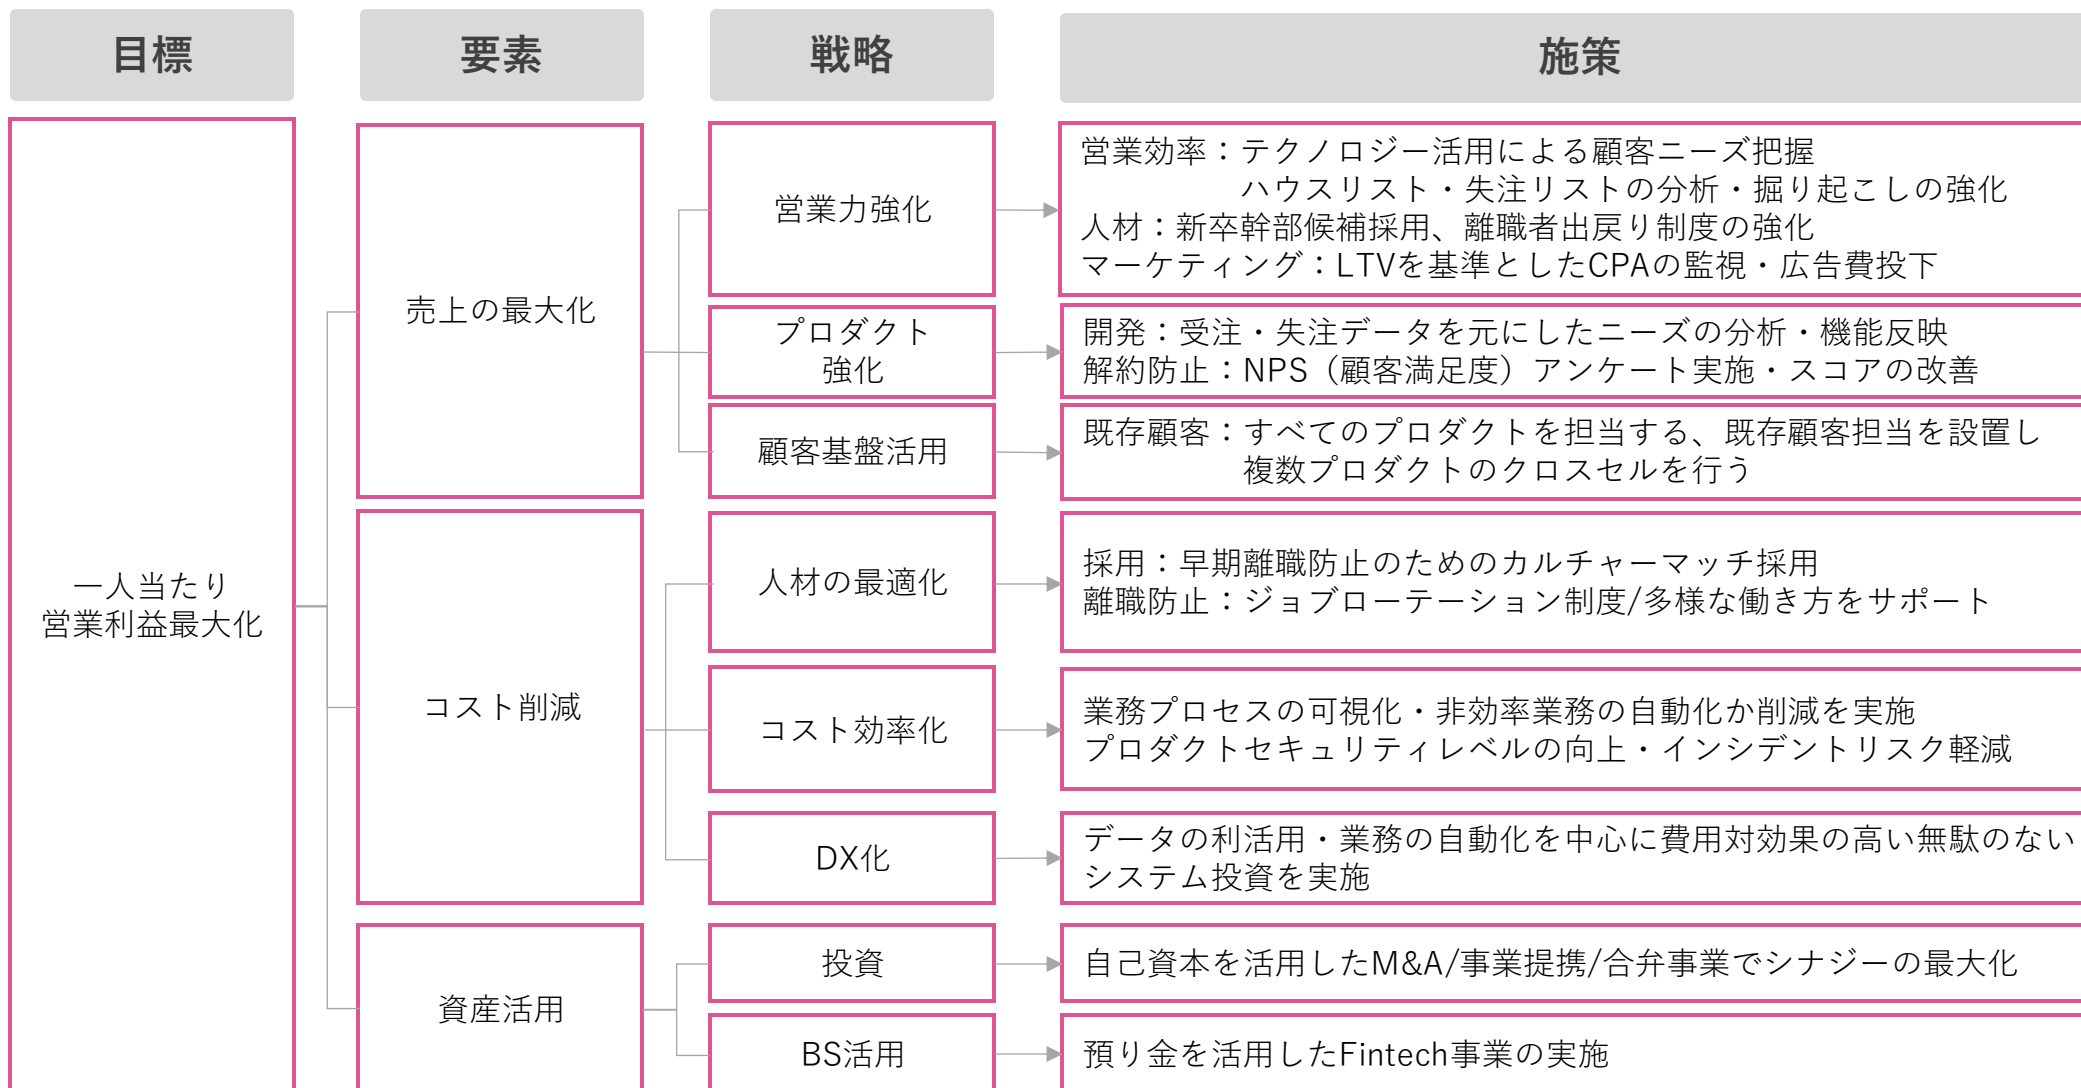 目標
要素
戦略
施策
一人当たり
営業利益最大化
売上の最大化
営業力強化
営業効率：テクノロジー活用による顧客ニーズ把握
ハウスリスト・失注リストの分析・掘り起こしの強化
人材：新卒幹部候補採用、離職者出戻り制度の強化
マーケティング：LTVを基準としたCPAの監視・広告費投下
プロダクト
強化
開発：受注・失注データを元にしたニーズの分析・機能反映
解約防止：NPS（顧客満足度）アンケート実施・スコアの改善
顧客基盤活用
既存顧客：すべてのプロダクトを担当する、既存顧客担当を設置し
複数プロダクトのクロスセルを行う
コスト削減
人材の最適化
採用：早期離職防止のためのカルチャーマッチ採用
離職防止：ジョブローテーション制度/多様な働き方をサポート
コスト効率化
業務プロセスの可視化・非効率業務の自動化か削減を実施
プロダクトセキュリティレベルの向上・インシデントリスク軽減
DX化
データの利活用・業務の自動化を中心に費用対効果の高い無駄のない
システム投資を実施
資産活用
投資
自己資本を活用したM&A/事業提携/合弁事業でシナジーの最大化
BS活用
預り金を活用したFintech事業の実施